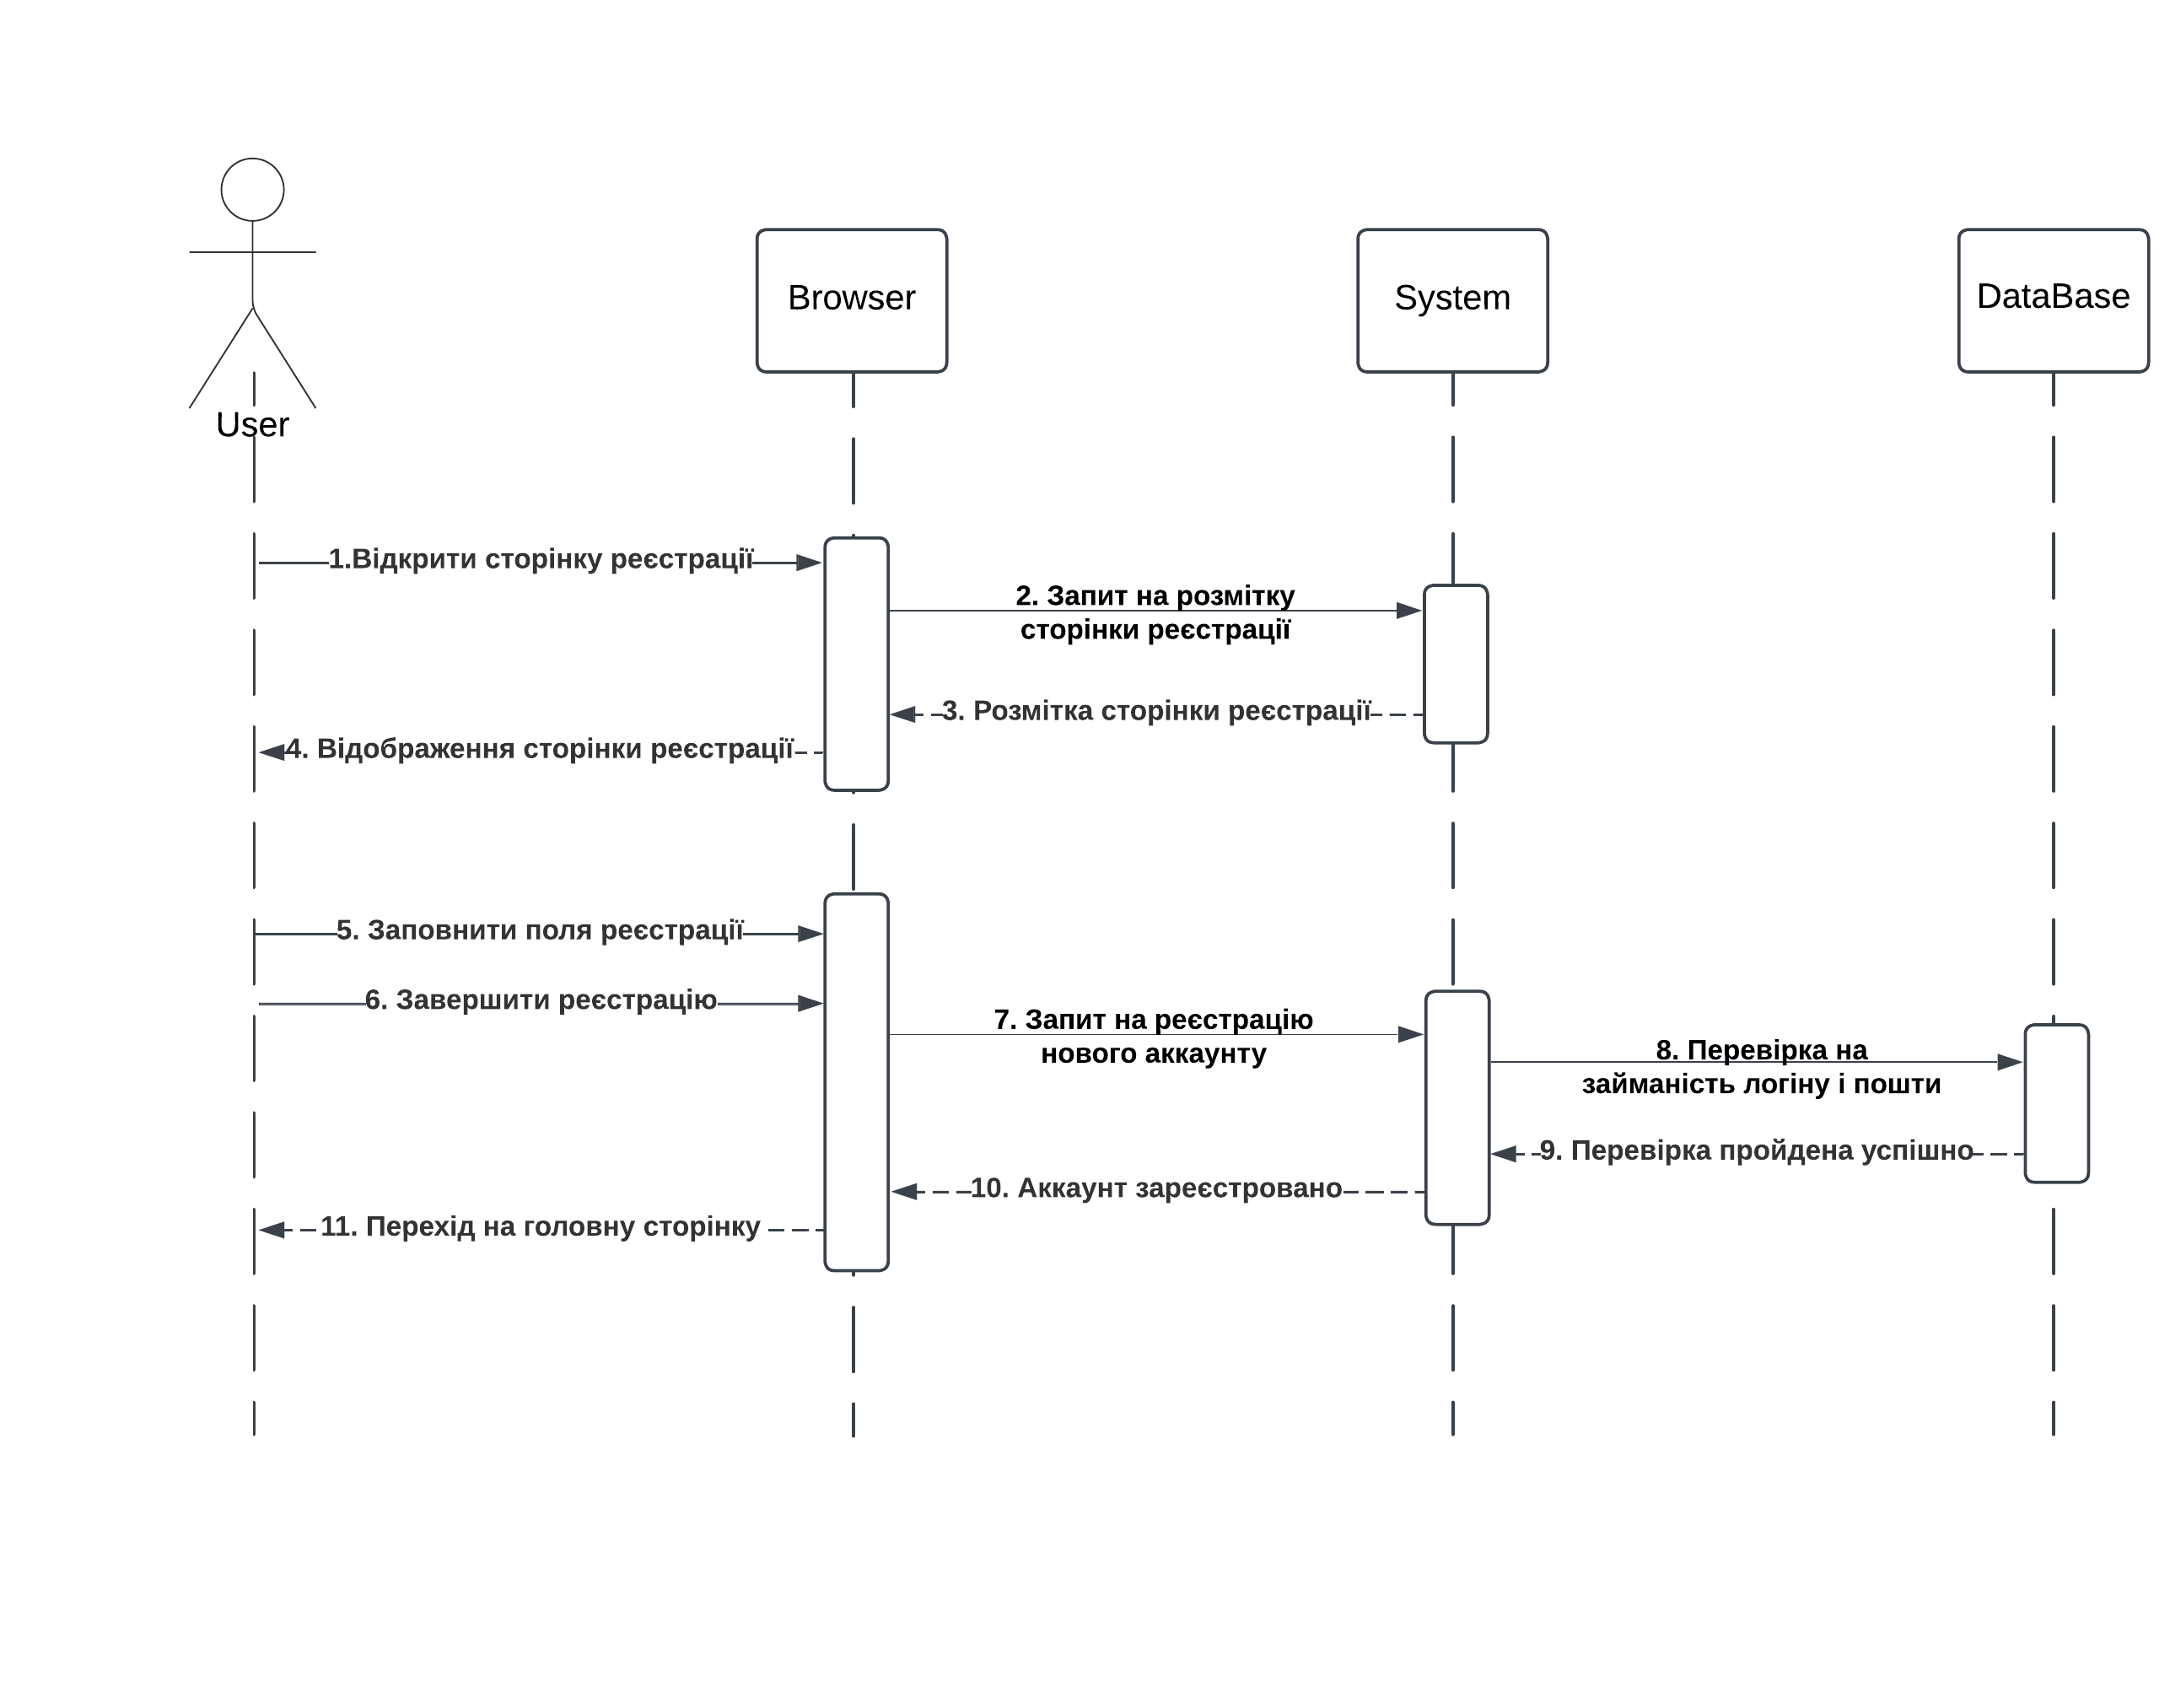 Browser
System
DataBase
User
1.Відкрити сторінку реєстрації
2. Запит на розмітку
сторінки реєстрації
3. Розмітка сторінки реєстрації
4. Відображення сторінки реєстрації
5. Заповнити поля реєстрації
6. Завершити реєстрацію
7. Запит на реєстрацію
нового аккаунту
8. Перевірка на
займаність логіну і пошти
9. Перевірка пройдена успішно
10. Аккаунт зареєстровано
11. Перехід на головну сторінку